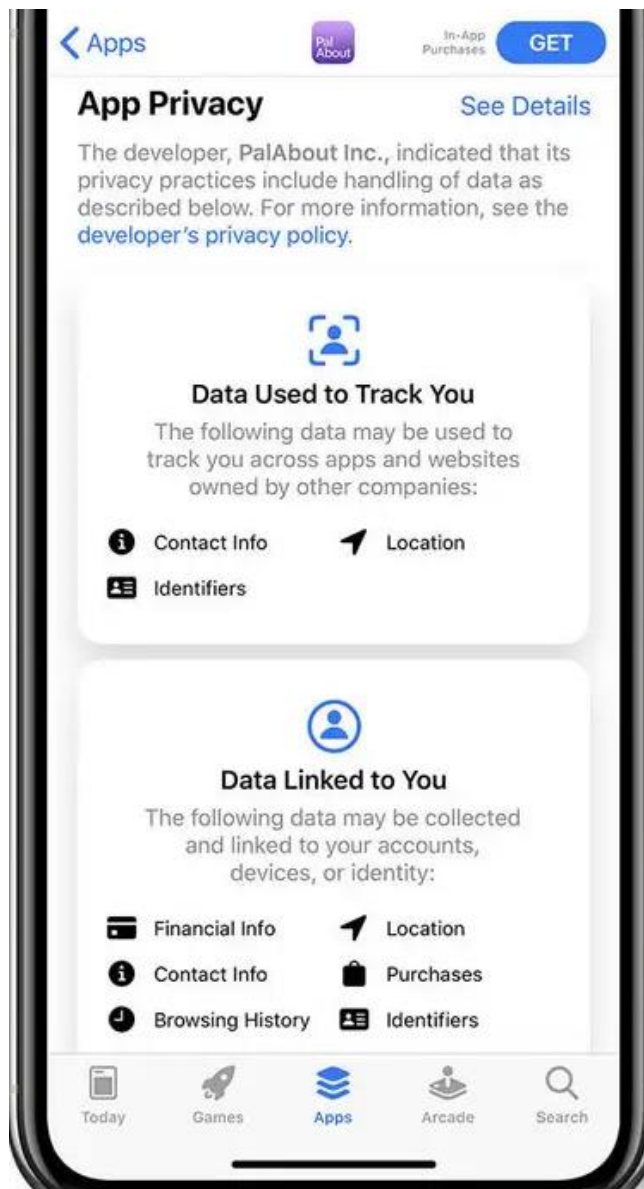 Apps
Pal
About
In-App
Purchases
GET
App Privacy
See Details
The developer, PalAbout Inc., indicated that its
privacy practices include handling of data as
described below. For more information, see the
developer's privacy policy.
Data Used to Track You
The following data may be used to
track you across apps and websites
owned by other companies:
Contact Info
Location
Identifiers
Data Linked to You
The following data may be collected
and linked to your accounts,
devices, or identity:
Financial Info
Location
Contact Info
Purchases
Browsing History
Identifiers
Today
Games
Apps
Arcade
Search